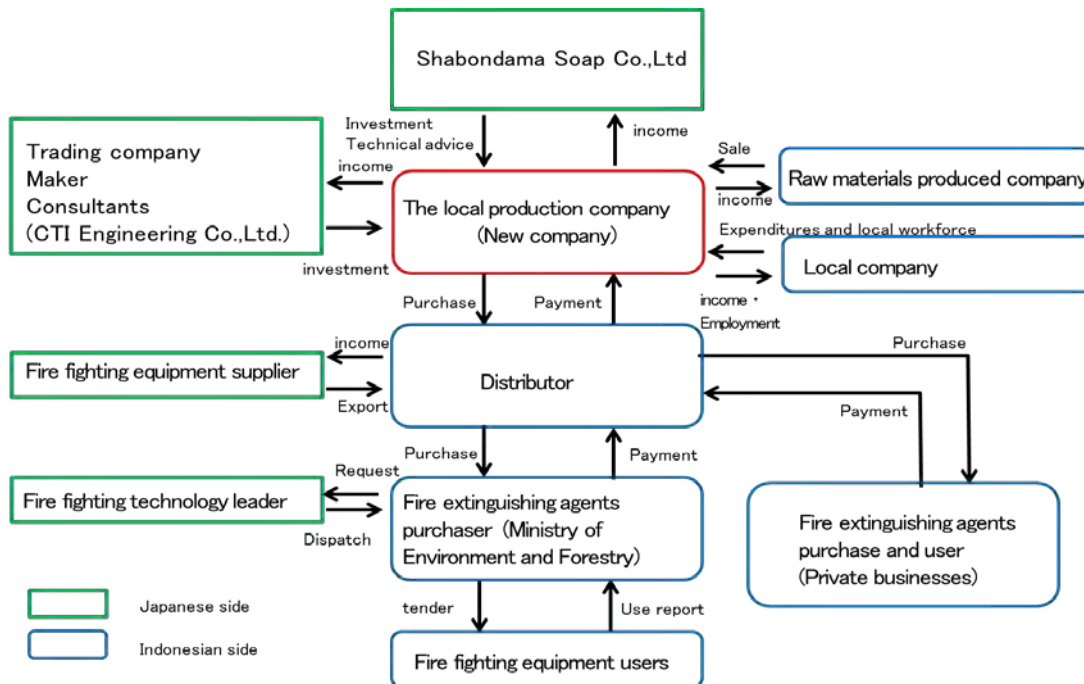 Shabondama Soap Co.,Ltd
Investment
Technical advice
income
Trading company
Maker
Consultants
(CTI Engineering Co.,Ltd.)
income
investment
The local production company
(New company)
Sale
income
Raw materials produced company
Expenditures and local workforce
Local company
income・
Employment
Purchase
Payment
Fire fighting equipment supplier
income
Export
Distributor
Purchase
Payment
Purchase
Payment
Fire fighting technology leader
Request
Dispatch
Fire extinguishing agents
purchaser (Ministry of
Environment and Forestry)
Fire extinguishing agents
purchase and user
(Private businesses)
tender
Use report
Fire fighting equipment users
Japanese side
Indonesian side